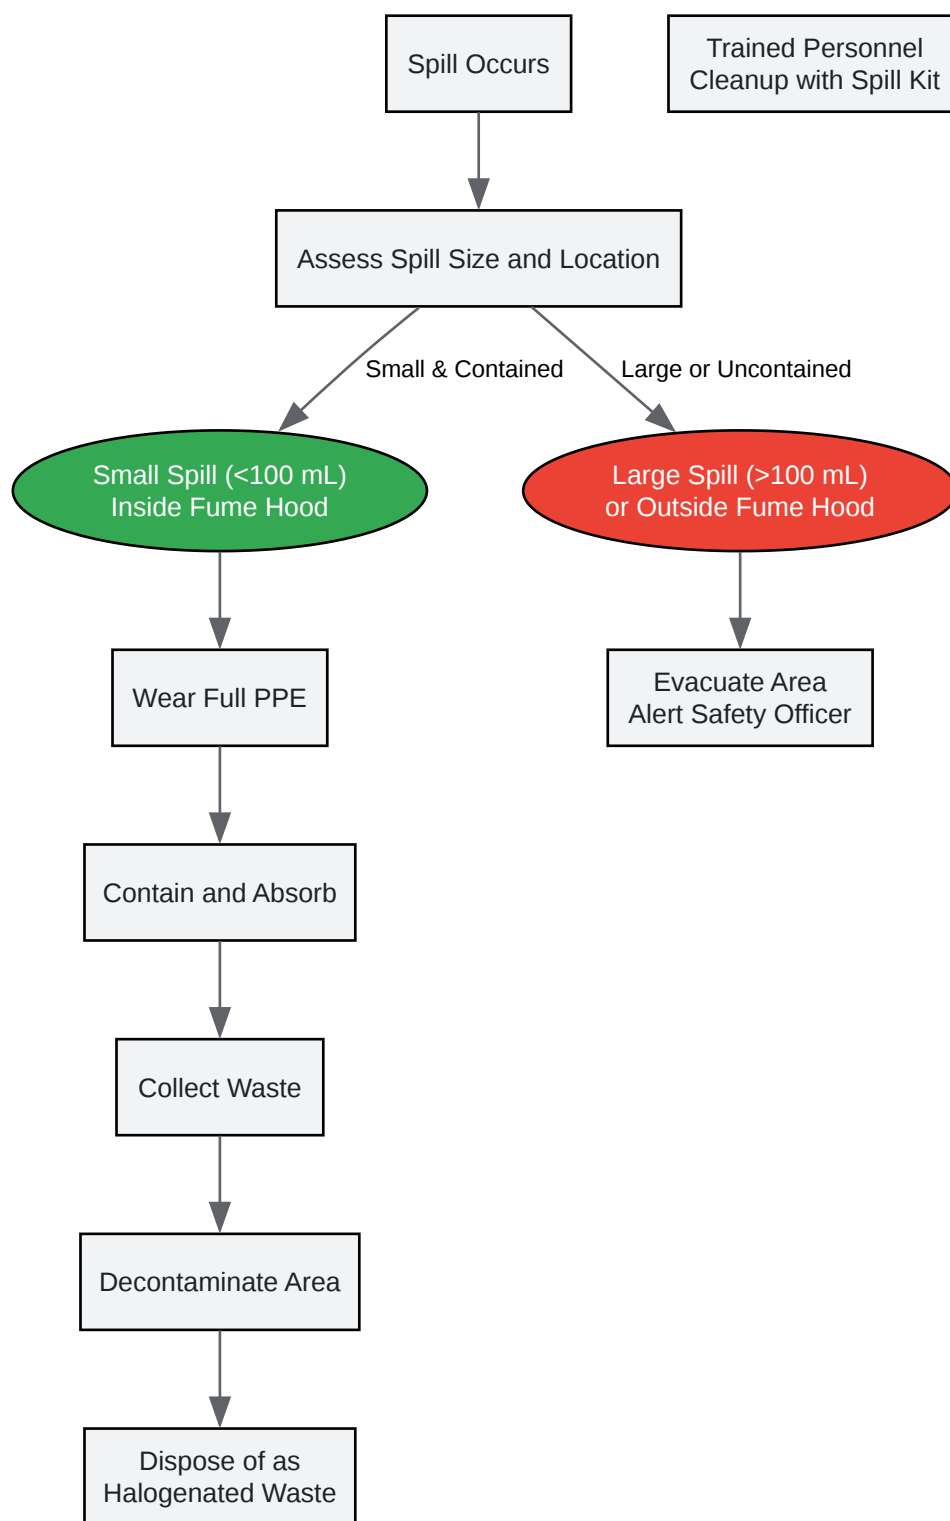 Spill Occurs
Trained Personnel
Cleanup with Spill Kit
Assess Spill Size and Location
Small & Contained
Large or Uncontained
Small Spill (<100 mL)
Inside Fume Hood
Large Spill (>100 mL)
or Outside Fume Hood
Wear Full PPE
Evacuate Area
Alert Safety Officer
Contain and Absorb
Collect Waste
Decontaminate Area
Dispose of as
Halogenated Waste